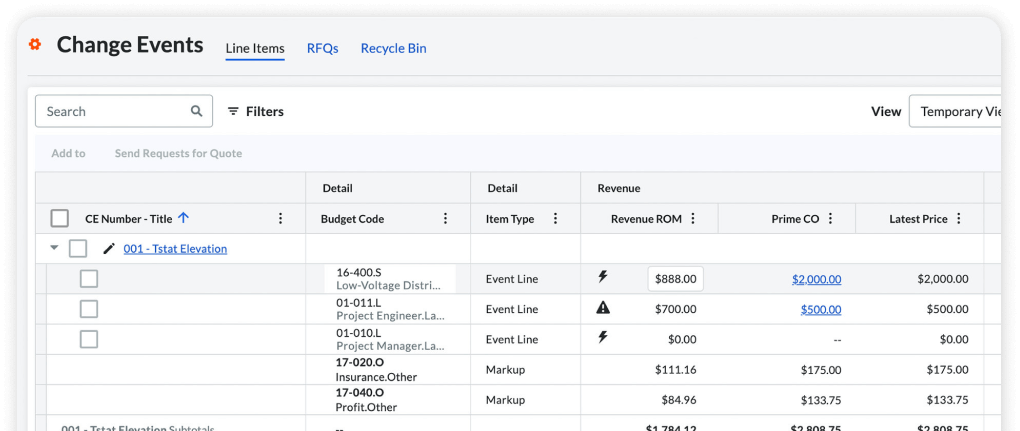 Change Events Line Items RFQs Recycle Bin
Search Filters View Temporary Vie
Add to Send Requests for Quote
Detail Detail Revenue
CE Number - Title Budget Code Item Type Revenue ROM Prime CO Latest Price
001 - Tstat Elevation
16-400.S
Low-Voltage Distri... Event Line $888.00 $2,000.00 $2,000.00
01-011.L
Project Engineer.La... Event Line $700.00 $500.00 $500.00
01-010.L
Project Manager.La... Event Line $0.00 -- $0.00
17-020.O
Insurance.Other Markup $111.16 $175.00 $175.00
17-040.O
Profit.Other Markup $84.96 $133.75 $133.75
001 - Tstat Elevation Subtotals -- $1,784.12 $2,808.75 $2,808.75